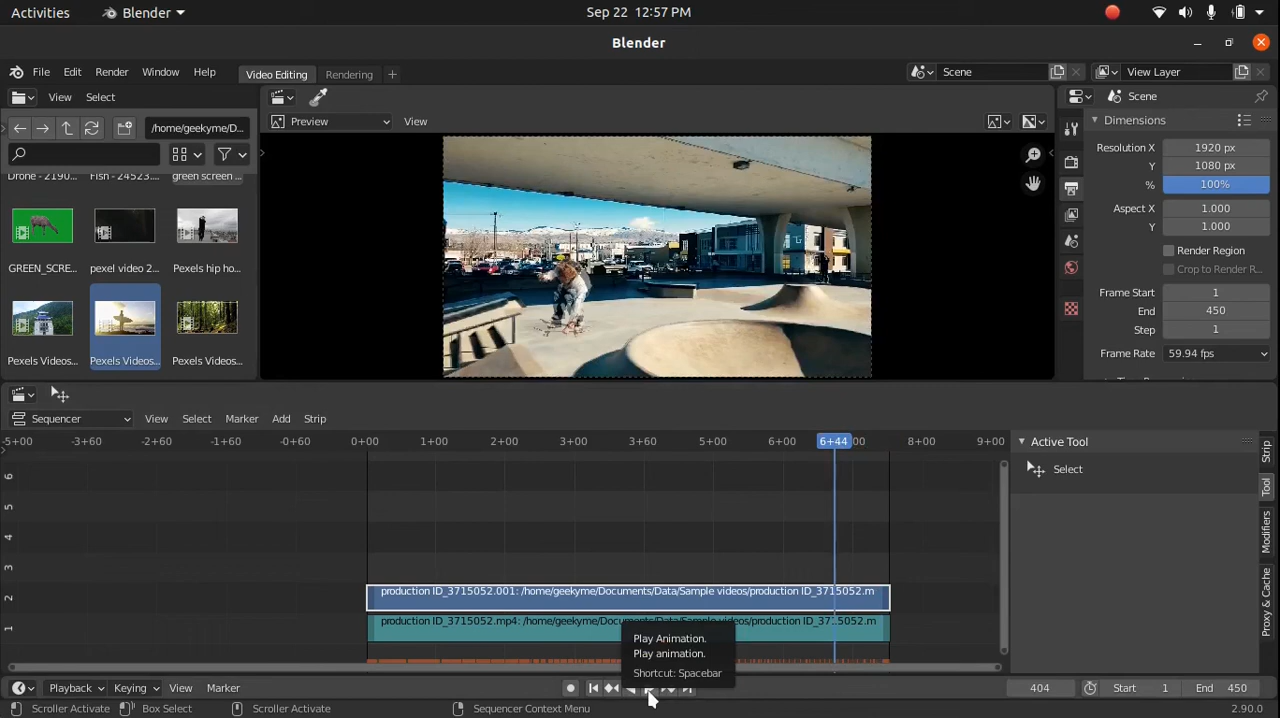 Activities
Blender
Sep 22 12:57 PM
Blender
File Edit Render Window Help
Video Editing Rendering +
Scene
View Layer
View Select
Preview
View
Scene
/home/geekyme/D...
Dimensions
Resolution X 1920 px
Y 1080 px
% 100%
Drone - 2190... Fish - 24523... green screen
Aspect X 1.000
Y 1.000
Render Region
GREEN_SCRE... pexel video 2... Pexels hip ho...
Crop to Render R...
Frame Start 1
End 450
Step 1
Frame Rate 59.94 fps
Pexels Videos... Pexels Videos... Pexels Videos...
Sequencer
View Select Marker Add Strip
-5+00 -3+60 -2+60 -1+60 -0+60 0+00 1+00 2+00 3+00 3+60 5+00 6+00 6+44 8+00 9+00
Active Tool
Select
Strip
Tool
Modifiers
Proxy & Cache
6
5
4
3
2
1
production ID_3715052.001: /home/geekyme/Documents/Data/Sample videos/production ID_3715052.m
production ID_3715052.mp4: /home/geekyme/Documents/Data/Sample videos/production ID_3715052.m
Play Animation.
Play animation.
Shortcut: Spacebar
Playback Keying View Marker
404
Start 1
End 450
Scroller Activate
Box Select
Scroller Activate
Sequencer Context Menu
2.90.0